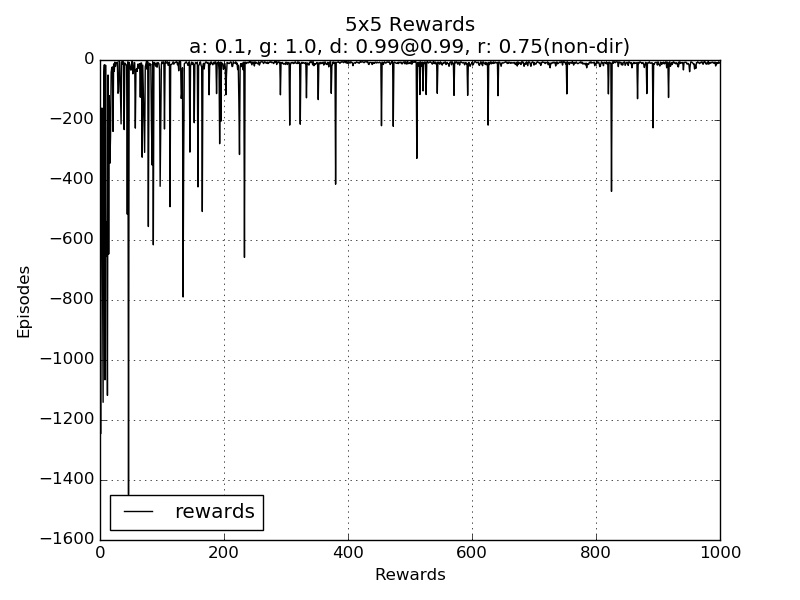 5x5 Rewards
a: 0.1, g: 1.0, d: 0.99@0.99, r: 0.75(non-dir)
0
−200
−400
−600
−800
−1000
−1200
−1400
−1600
Episodes
rewards
0 200 400 600 800 1000
Rewards